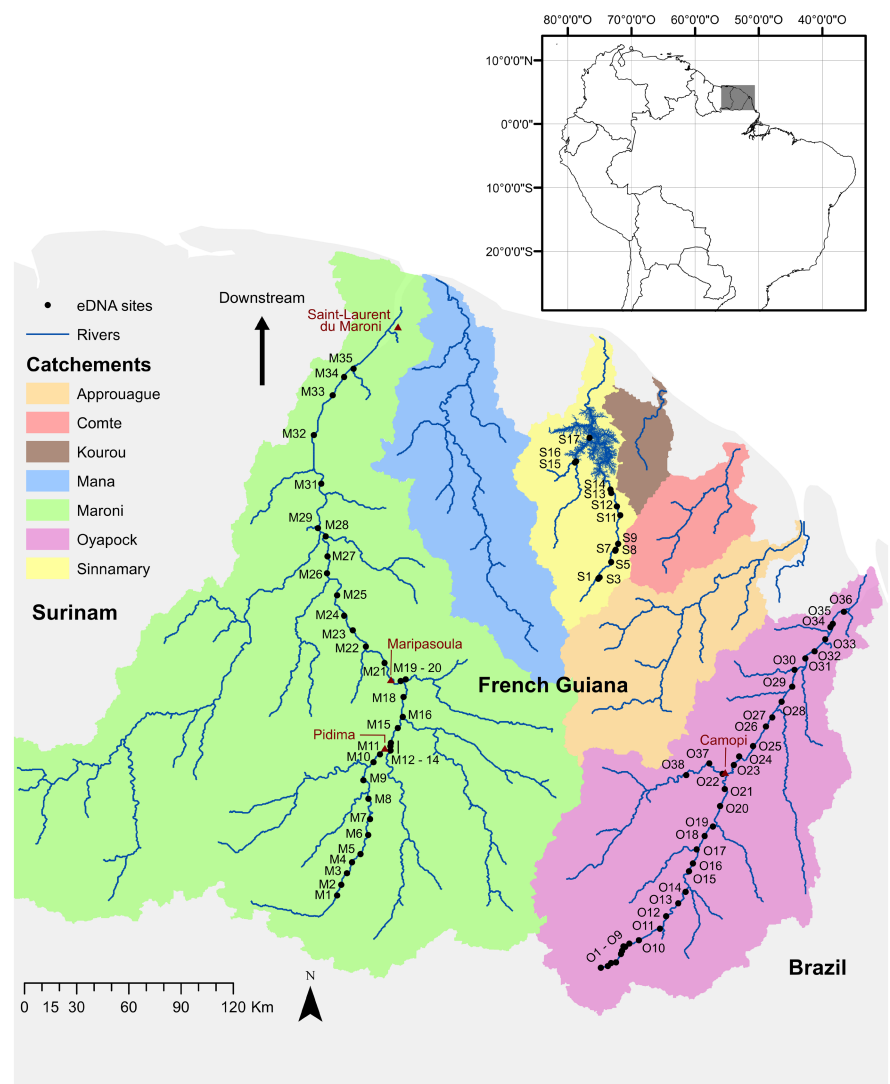 80°0'0"O 70°0'0"O 60°0'0"O 50°0'0"O 40°0'0"O
10°0'0"N
0°0'0"
10°0'0"S
20°0'0"S
eDNA sites
Rivers
Catchements
Approuague
Comte
Kourou
Mana
Maroni
Oyapock
Sinnamary
Downstream
Saint-Laurent
du Maroni
M35
M34
M33
M32
M31
M29
M28
M27
M26
M25
M24
M23
M22
Maripasoula
M21
M19 - 20
M18
M16
M15
Pidima
M11
M10
M12 - 14
M9
M8
M7
M6
M5
M4
M3
M2
M1
S17
S16
S15
S14
S13
S12
S11
S9
S7
S8
S5
S1
S3
Surinam
French Guiana
Brazil
O36
O35
O34
O33
O32
O31
O30
O29
O28
O27
O26
O25
Camopi
O24
O23
O37
O38
O22
O21
O20
O19
O18
O17
O16
O15
O14
O13
O12
O11
O10
O1 - O9
N
0 15 30 60 90 120 Km